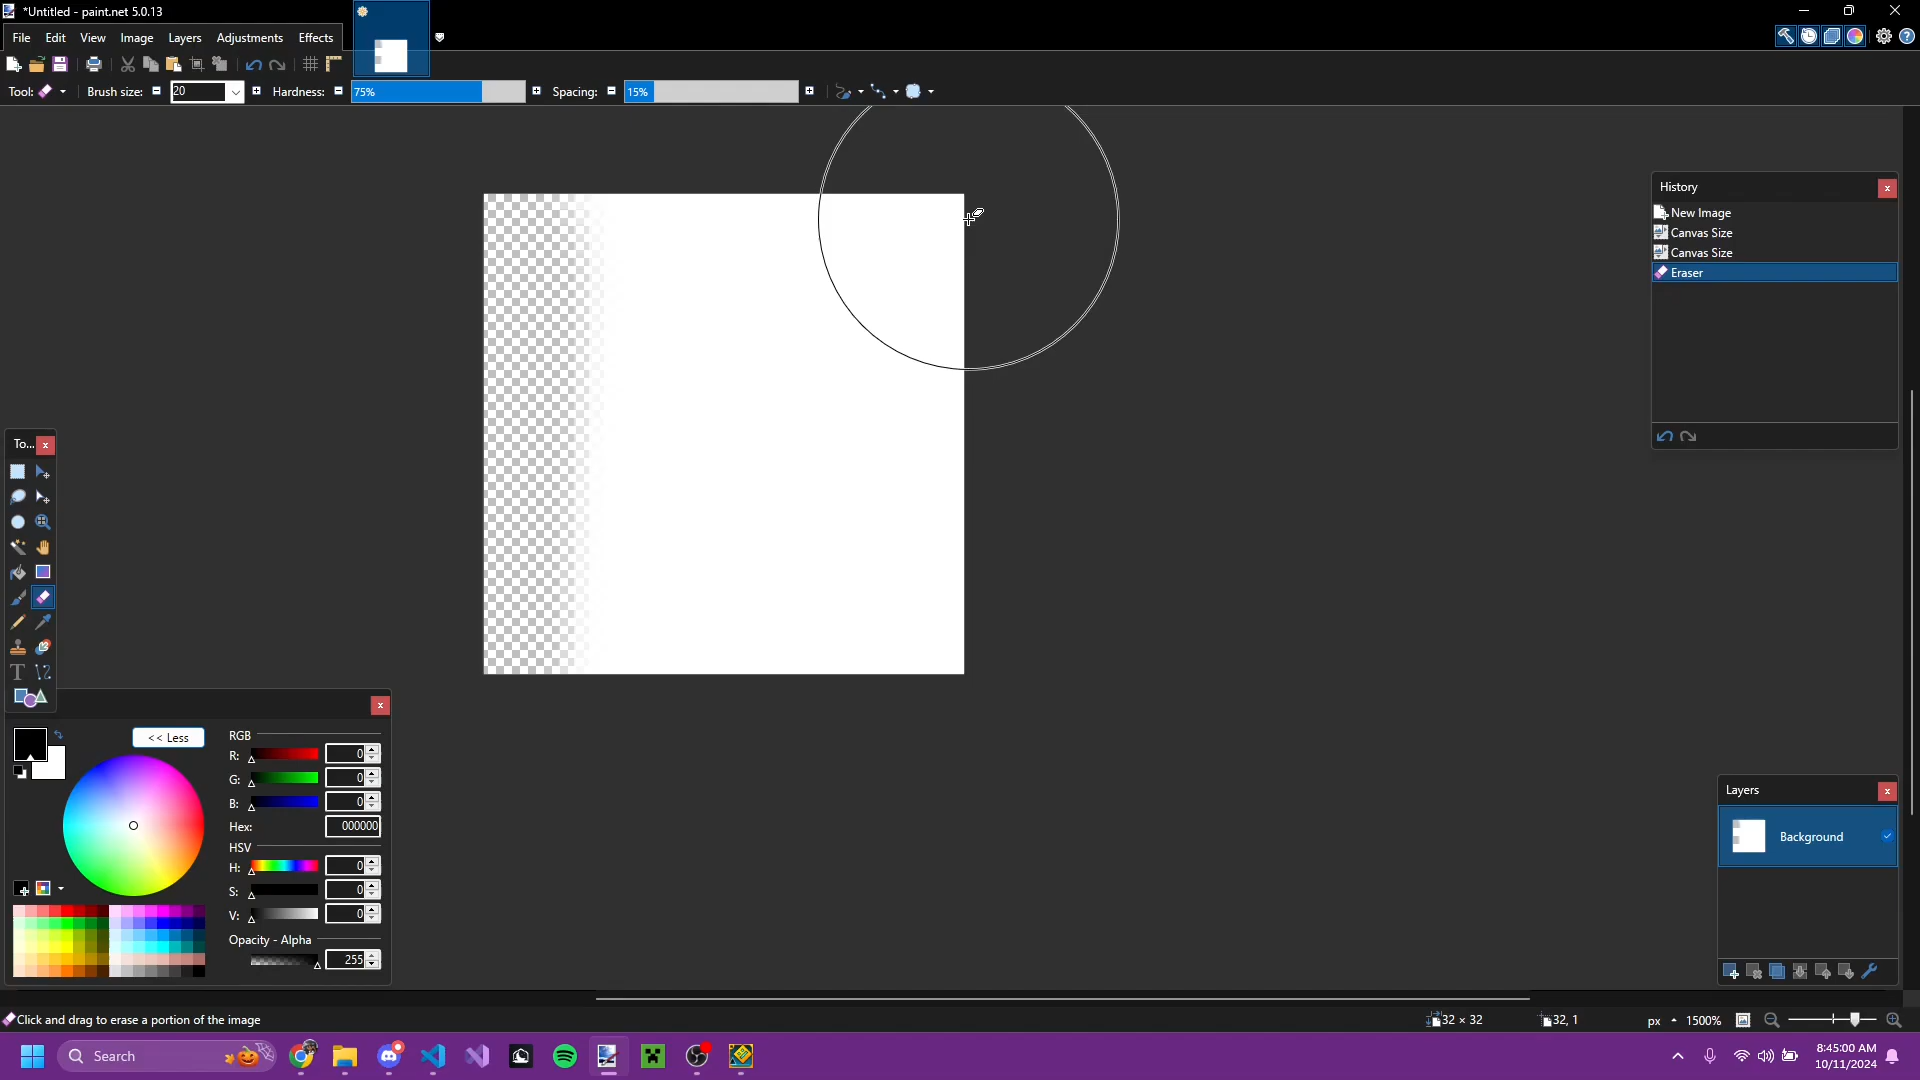 *Untitled - paint.net 5.0.13
File Edit View Image Layers Adjustments Effects
Tool: Brush size: 20 Hardness: 75% Spacing: 15%
History
New Image
Canvas Size
Canvas Size
Eraser
To...
<< Less
RGB
R: 0
G: 0
B: 0
Hex: 000000
HSV
H: 0
S: 0
V: 0
Opacity - Alpha
255
Layers
Background
Click and drag to erase a portion of the image
32 × 32
32, 1
px
1500%
Search
8:45:00 AM
10/11/2024